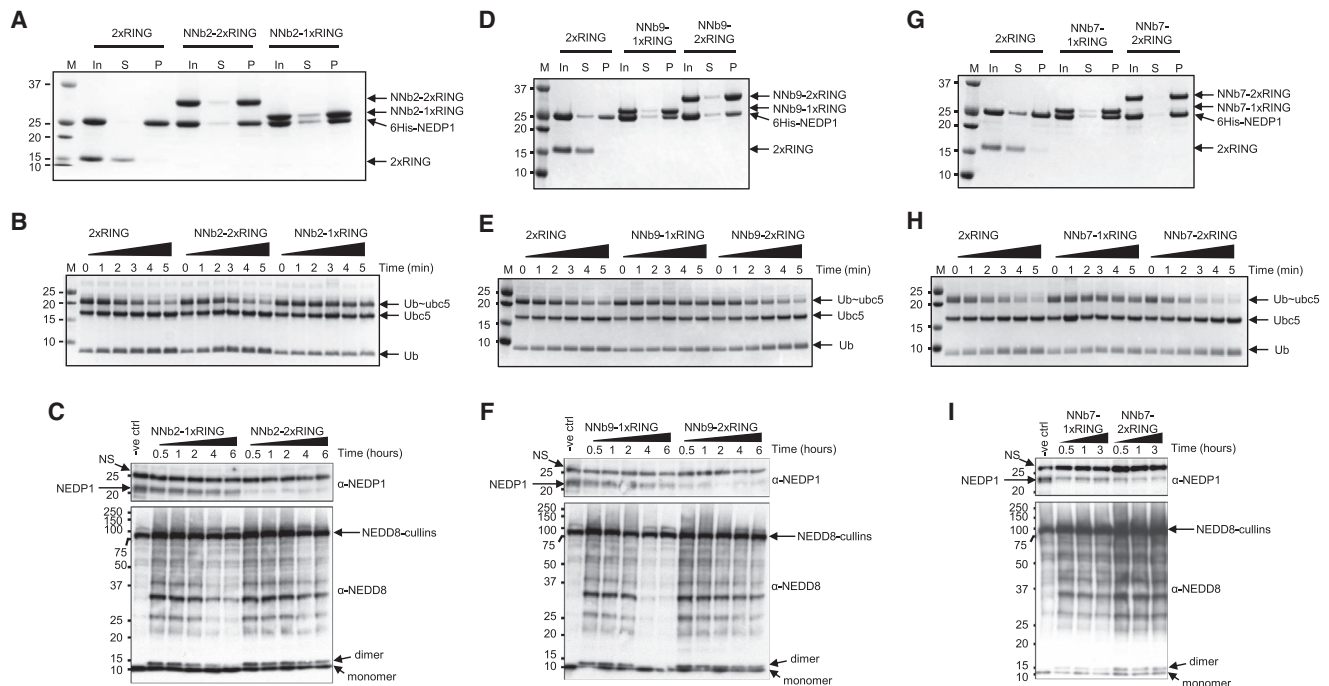 A
2xRING NNb2-2xRING NNb2-1xRING
M In S P In S P In S P
37
25
20
15
10
NNb2-2xRING
NNb2-1xRING
6His-NEDP1
2xRING
B
2xRING NNb2-2xRING NNb2-1xRING
M 0 1 2 3 4 5 0 1 2 3 4 5 0 1 2 3 4 5 Time (min)
25
20
15
10
Ub~ubc5
Ubc5
Ub
C
-ve ctrl NNb2-1xRING NNb2-2xRING
0.5 1 2 4 6 0.5 1 2 4 6 Time (hours)
NS
25
NEDP1
20
α-NEDP1
250
150
100
75
50
37
25
20
15
10
NEDD8-cullins
α-NEDD8
dimer
monomer
D
2xRING NNb9-1xRING NNb9-2xRING
M In S P In S P In S P
37
25
20
15
10
NNb9-2xRING
NNb9-1xRING
6His-NEDP1
2xRING
E
2xRING NNb9-1xRING NNb9-2xRING
M 0 1 2 3 4 5 0 1 2 3 4 5 0 1 2 3 4 5 Time (min)
25
20
15
10
Ub~ubc5
Ubc5
Ub
F
-ve ctrl NNb9-1xRING NNb9-2xRING
0.5 1 2 4 6 0.5 1 2 4 6 Time (hours)
NS
25
NEDP1
20
α-NEDP1
250
150
100
75
50
37
25
20
15
10
NEDD8-cullins
α-NEDD8
dimer
monomer
G
2xRING NNb7-1xRING NNb7-2xRING
M In S P In S P In S P
37
25
20
15
10
NNb7-2xRING
NNb7-1xRING
6His-NEDP1
2xRING
H
2xRING NNb7-1xRING NNb7-2xRING
M 0 1 2 3 4 5 0 1 2 3 4 5 0 1 2 3 4 5 Time (min)
25
20
15
10
Ub~ubc5
Ubc5
Ub
I
-ve ctrl NNb7-1xRING NNb7-2xRING
0.5 1 3 0.5 1 3 Time (hours)
NS
25
NEDP1
20
α-NEDP1
250
150
100
75
50
37
25
20
15
10
NEDD8-cullins
α-NEDD8
dimer
monomer